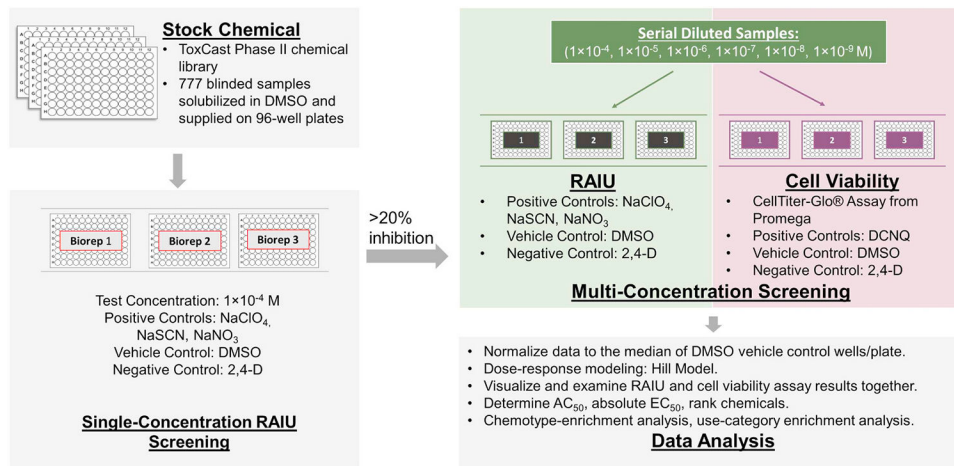 Stock Chemical
• ToxCast Phase II chemical
library
• 777 blinded samples
solubilized in DMSO and
supplied on 96-well plates
Biorep 1
Biorep 2
Biorep 3
Test Concentration: 1×10⁻⁴ M
Positive Controls: NaClO₄,
NaSCN, NaNO₃
Vehicle Control: DMSO
Negative Control: 2,4-D
Single-Concentration RAIU
Screening
>20%
inhibition
Serial Diluted Samples:
(1×10⁻⁴, 1×10⁻⁵, 1×10⁻⁶, 1×10⁻⁷, 1×10⁻⁸, 1×10⁻⁹ M)
1
2
3
RAIU
• Positive Controls: NaClO₄,
NaSCN, NaNO₃
• Vehicle Control: DMSO
• Negative Control: 2,4-D
1
2
3
Cell Viability
• CellTiter-Glo® Assay from
Promega
• Positive Controls: DCNQ
• Vehicle Control: DMSO
• Negative Control: 2,4-D
Multi-Concentration Screening
• Normalize data to the median of DMSO vehicle control wells/plate.
• Dose-response modeling: Hill Model.
• Visualize and examine RAIU and cell viability assay results together.
• Determine AC₅₀, absolute EC₅₀, rank chemicals.
• Chemotype-enrichment analysis, use-category enrichment analysis.
Data Analysis